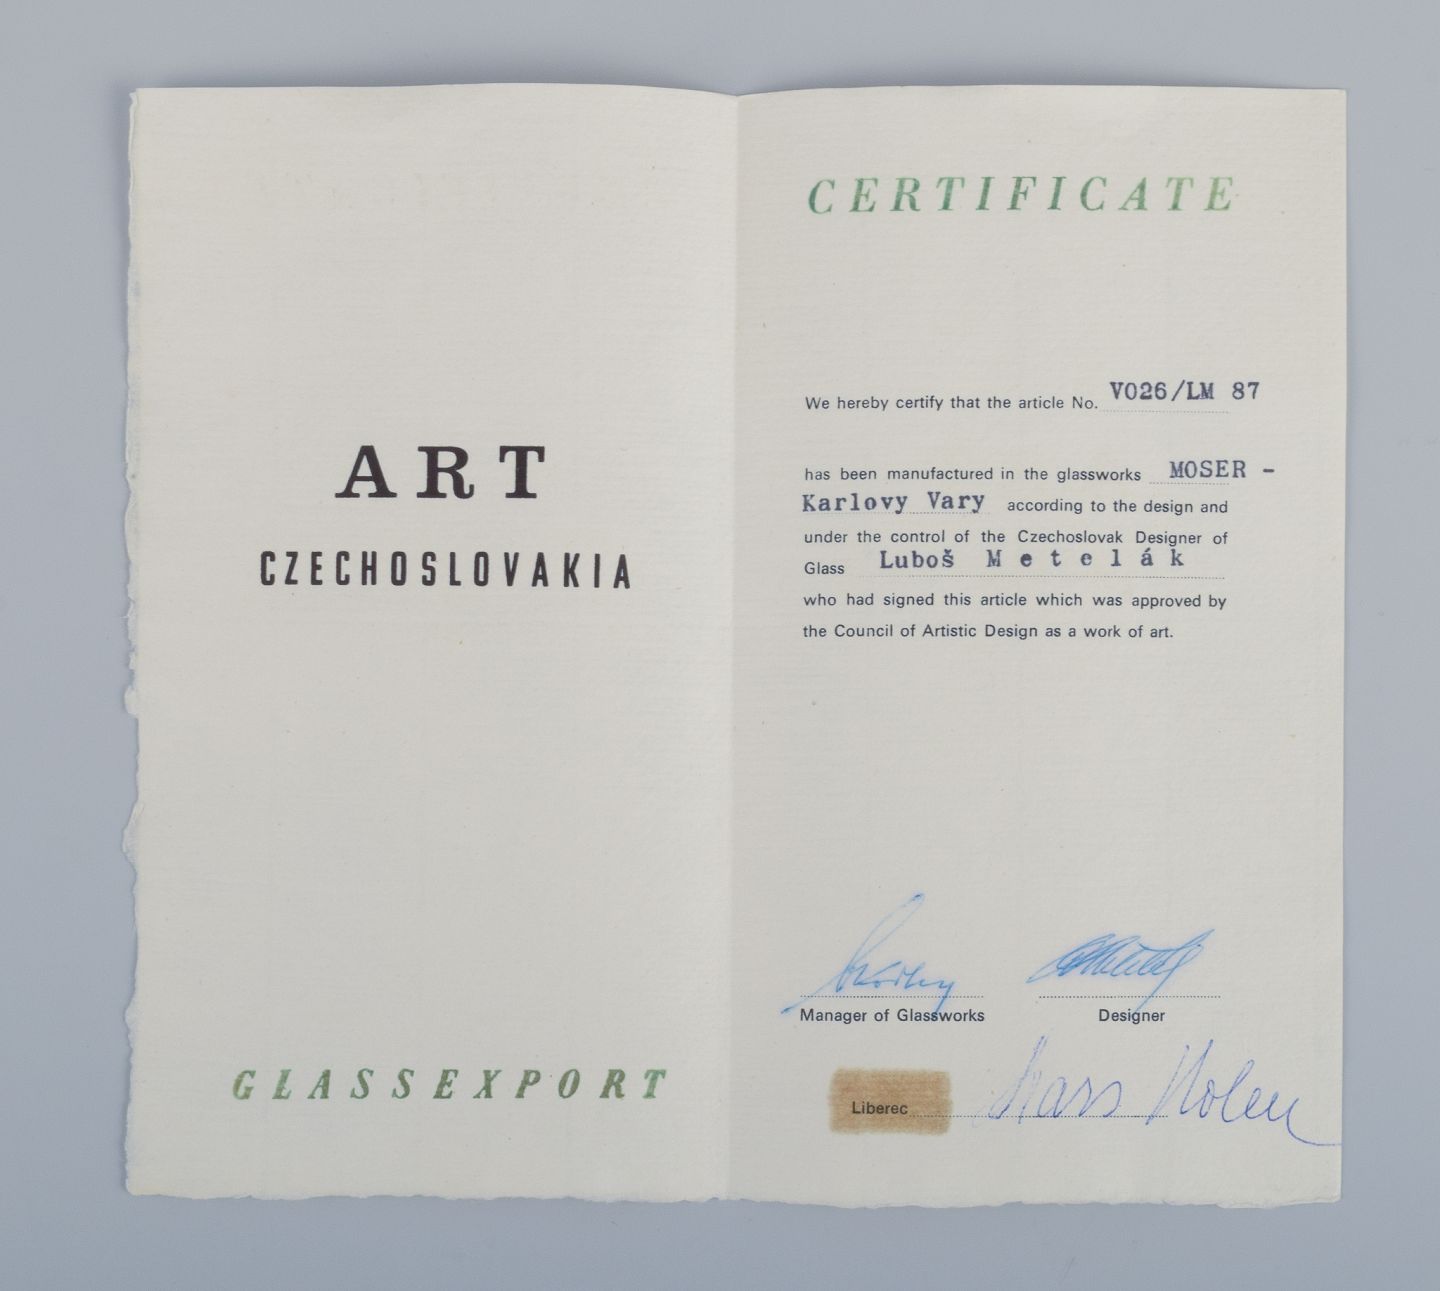 ART
CZECHOSLOVAKIA
GLASSEXPORT
CERTIFICATE
We hereby certify that the article No. V026/LM 87
has been manufactured in the glassworks MOSER -
Karlovy Vary according to the design and
under the control of the Czechoslovak Designer of
Glass Luboš Metelák
who had signed this article which was approved by
the Council of Artistic Design as a work of art.
Manager of Glassworks Designer
Liberec